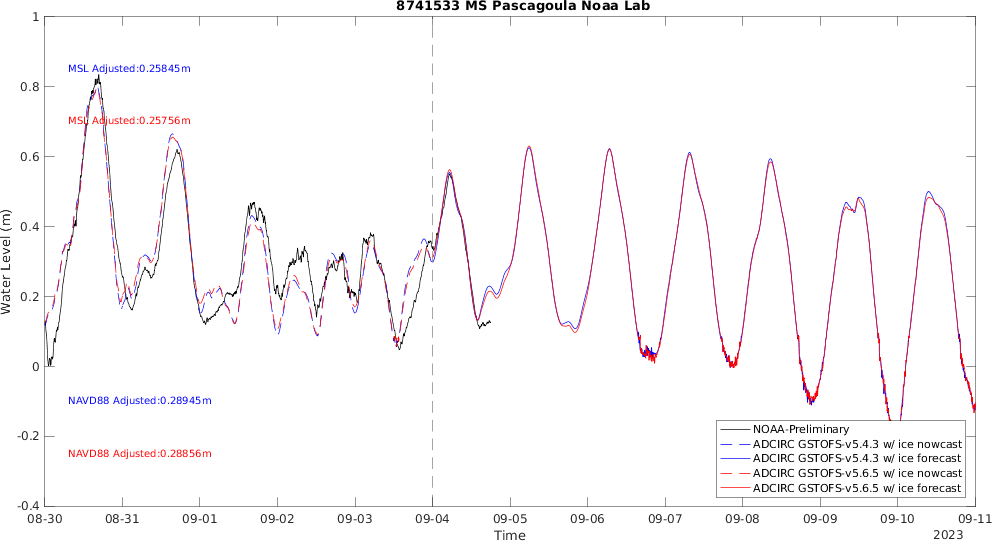 8741533 MS Pascagoula Noaa Lab
1
0.8
0.6
0.4
0.2
0
-0.2
-0.4
Water Level (m)
MSL Adjusted:0.25845m
MSL Adjusted:0.25756m
NAVD88 Adjusted:0.28945m
NAVD88 Adjusted:0.28856m
NOAA-Preliminary
ADCIRC GSTOFS-v5.4.3 w/ ice nowcast
ADCIRC GSTOFS-v5.4.3 w/ ice forecast
ADCIRC GSTOFS-v5.6.5 w/ ice nowcast
ADCIRC GSTOFS-v5.6.5 w/ ice forecast
08-30 08-31 09-01 09-02 09-03 09-04 09-05 09-06 09-07 09-08 09-09 09-10 09-11
Time
2023